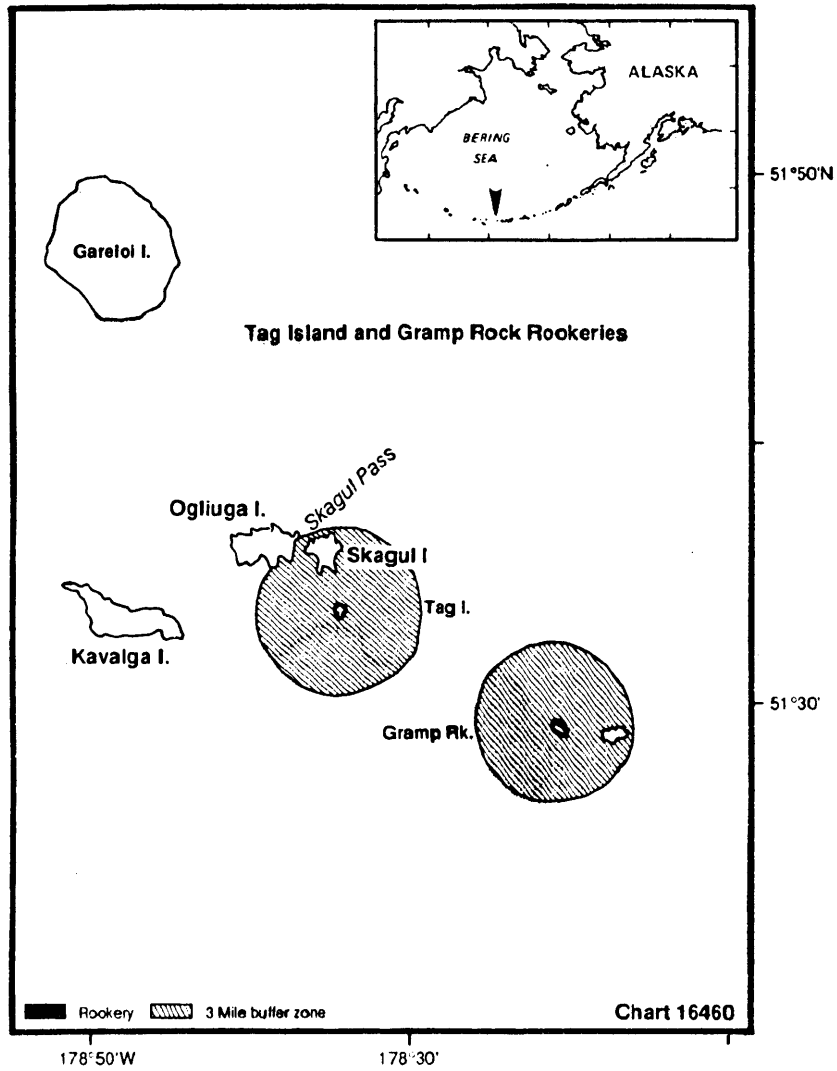 ALASKA
BERING
SEA
51°50'N
Gareloi I.
Tag Island and Gramp Rock Rookeries
Skagul Pass
Ogliuga I.
Skagul I
Tag I.
Kavalga I.
51°30'
Gramp Rk.
Rookery
3 Mile buffer zone
Chart 16460
178°50'W
178°30'